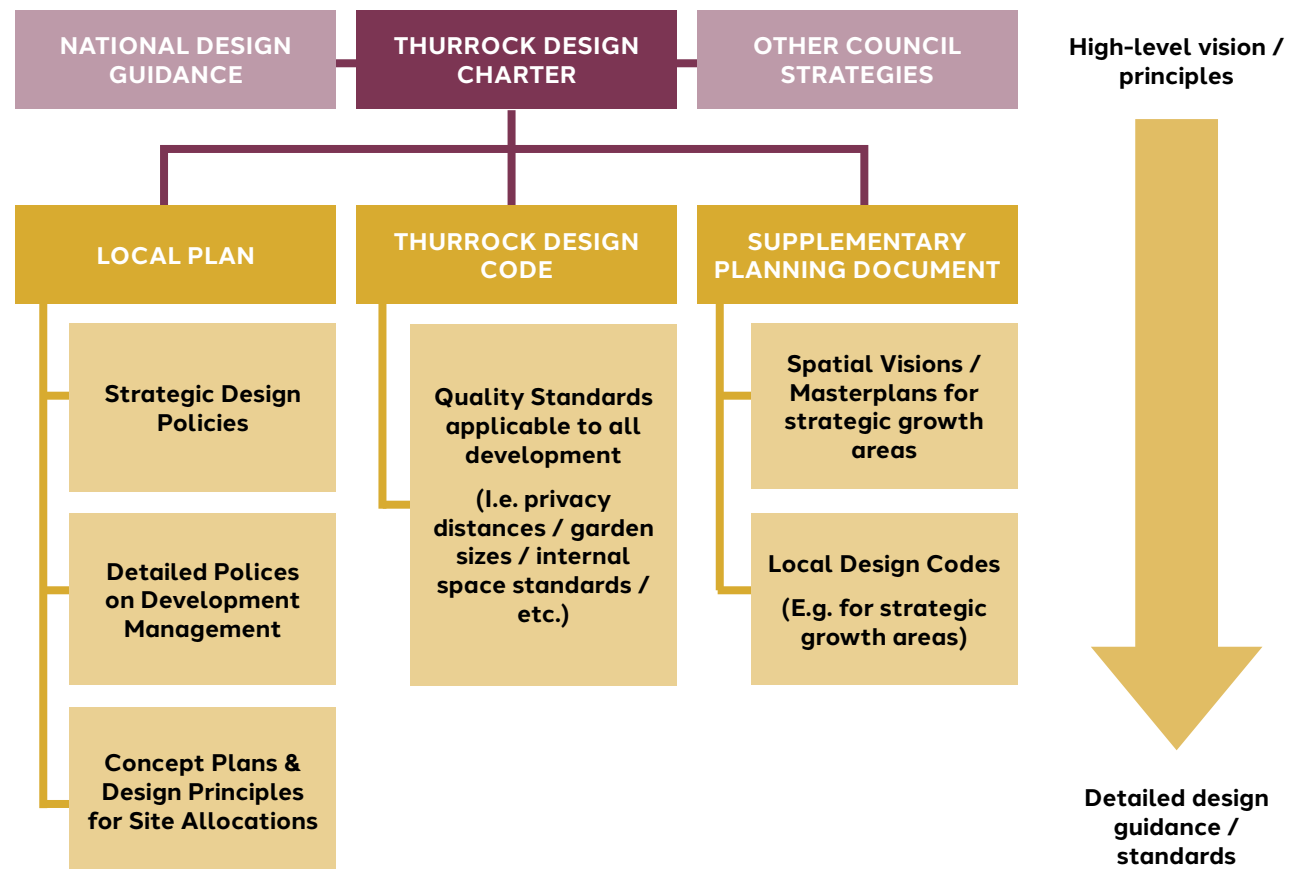 NATIONAL DESIGN
GUIDANCE
THURROCK DESIGN
CHARTER
OTHER COUNCIL
STRATEGIES
High-level vision /
principles
LOCAL PLAN
THURROCK DESIGN
CODE
SUPPLEMENTARY
PLANNING DOCUMENT
Strategic Design
Policies
Detailed Polices
on Development
Management
Concept Plans &
Design Principles
for Site Allocations
Quality Standards
applicable to all
development
(I.e. privacy
distances / garden
sizes / internal
space standards /
etc.)
Spatial Visions /
Masterplans for
strategic growth
areas
Local Design Codes
(E.g. for strategic
growth areas)
Detailed design
guidance /
standards